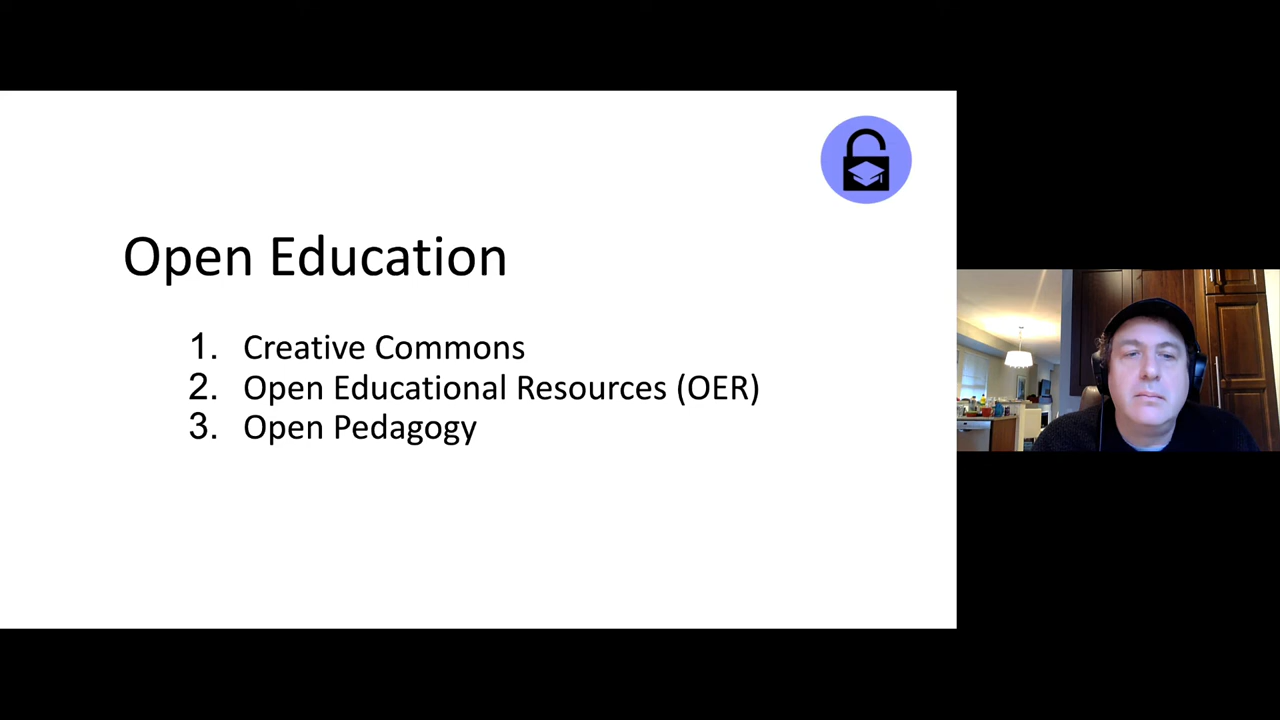 Open Education
1. Creative Commons
2. Open Educational Resources (OER)
3. Open Pedagogy